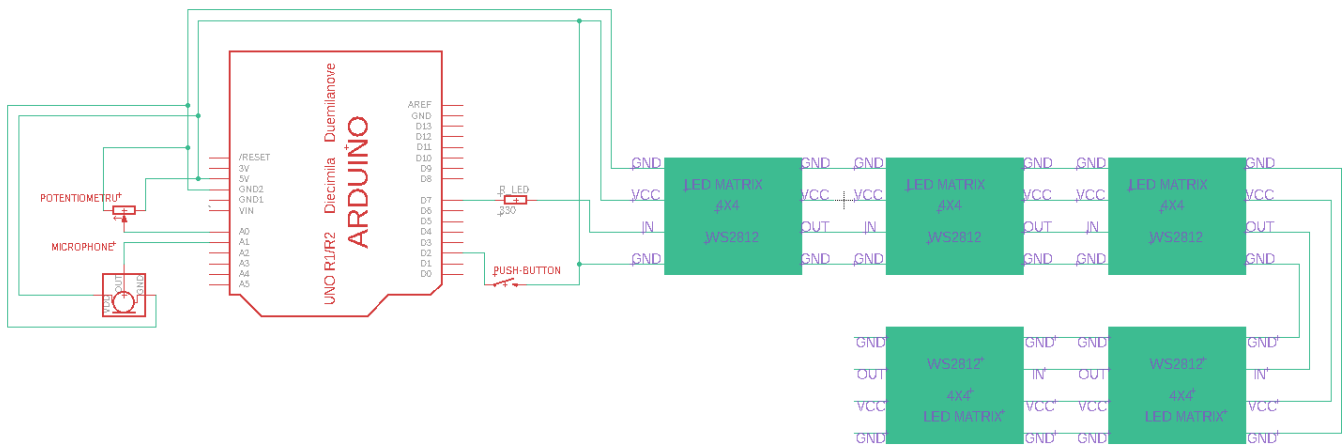 UNO R1/R2 Diecimila Duemilanove
ARDUINO
/RESET
3V
5V
GND2
GND1
VIN
A0
A1
A2
A3
A4
A5
AREF
GND
D13
D12
D11
D10
D9
D8
D7
D6
D5
D4
D3
D2
D1
D0
POTENTIOMETRU
MICROPHONE
VDD
OUT
GND
R_LED
330
PUSH-BUTTON
GND
VCC
IN
GND
LED MATRIX
4X4
WS2812
GND
VCC
OUT
GND
GND
VCC
IN
GND
LED MATRIX
4X4
WS2812
GND
VCC
OUT
GND
GND
VCC
IN
GND
LED MATRIX
4X4
WS2812
GND
VCC
OUT
GND
GND
OUT
VCC
GND
WS2812
4X4
LED MATRIX
GND
IN
VCC
GND
GND
OUT
VCC
GND
WS2812
4X4
LED MATRIX
GND
IN
VCC
GND